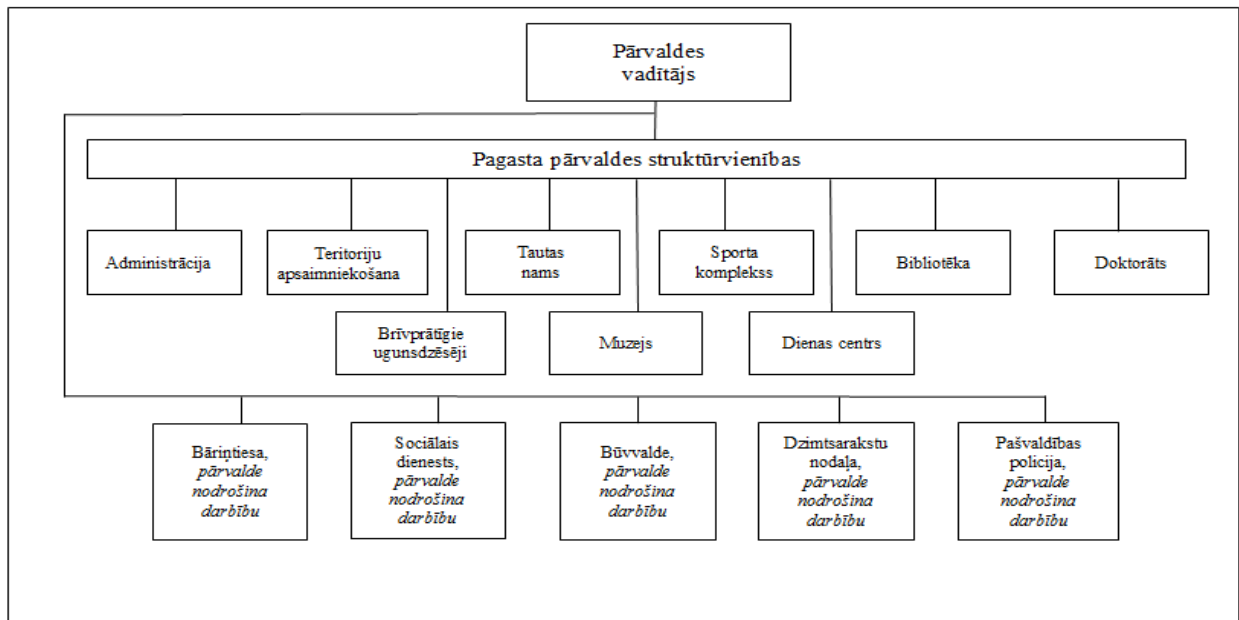 Pārvaldes
vadītājs
Pagasta pārvaldes struktūrvienības
Administrācija
Teritoriju
apsaimniekošana
Tautas
nams
Sporta
komplekss
Bibliotēka
Doktorāts
Brīvprātīgie
ugunsdzēsēji
Muzejs
Dienas centrs
Bāriņtiesa,
pārvalde
nodrošina
darbību
Sociālais
dienests,
pārvalde
nodrošina
darbību
Būvvalde,
pārvalde
nodrošina
darbību
Dzimtsarakstu
nodaļa,
pārvalde
nodrošina
darbību
Pašvaldības
policija,
pārvalde
nodrošina
darbību